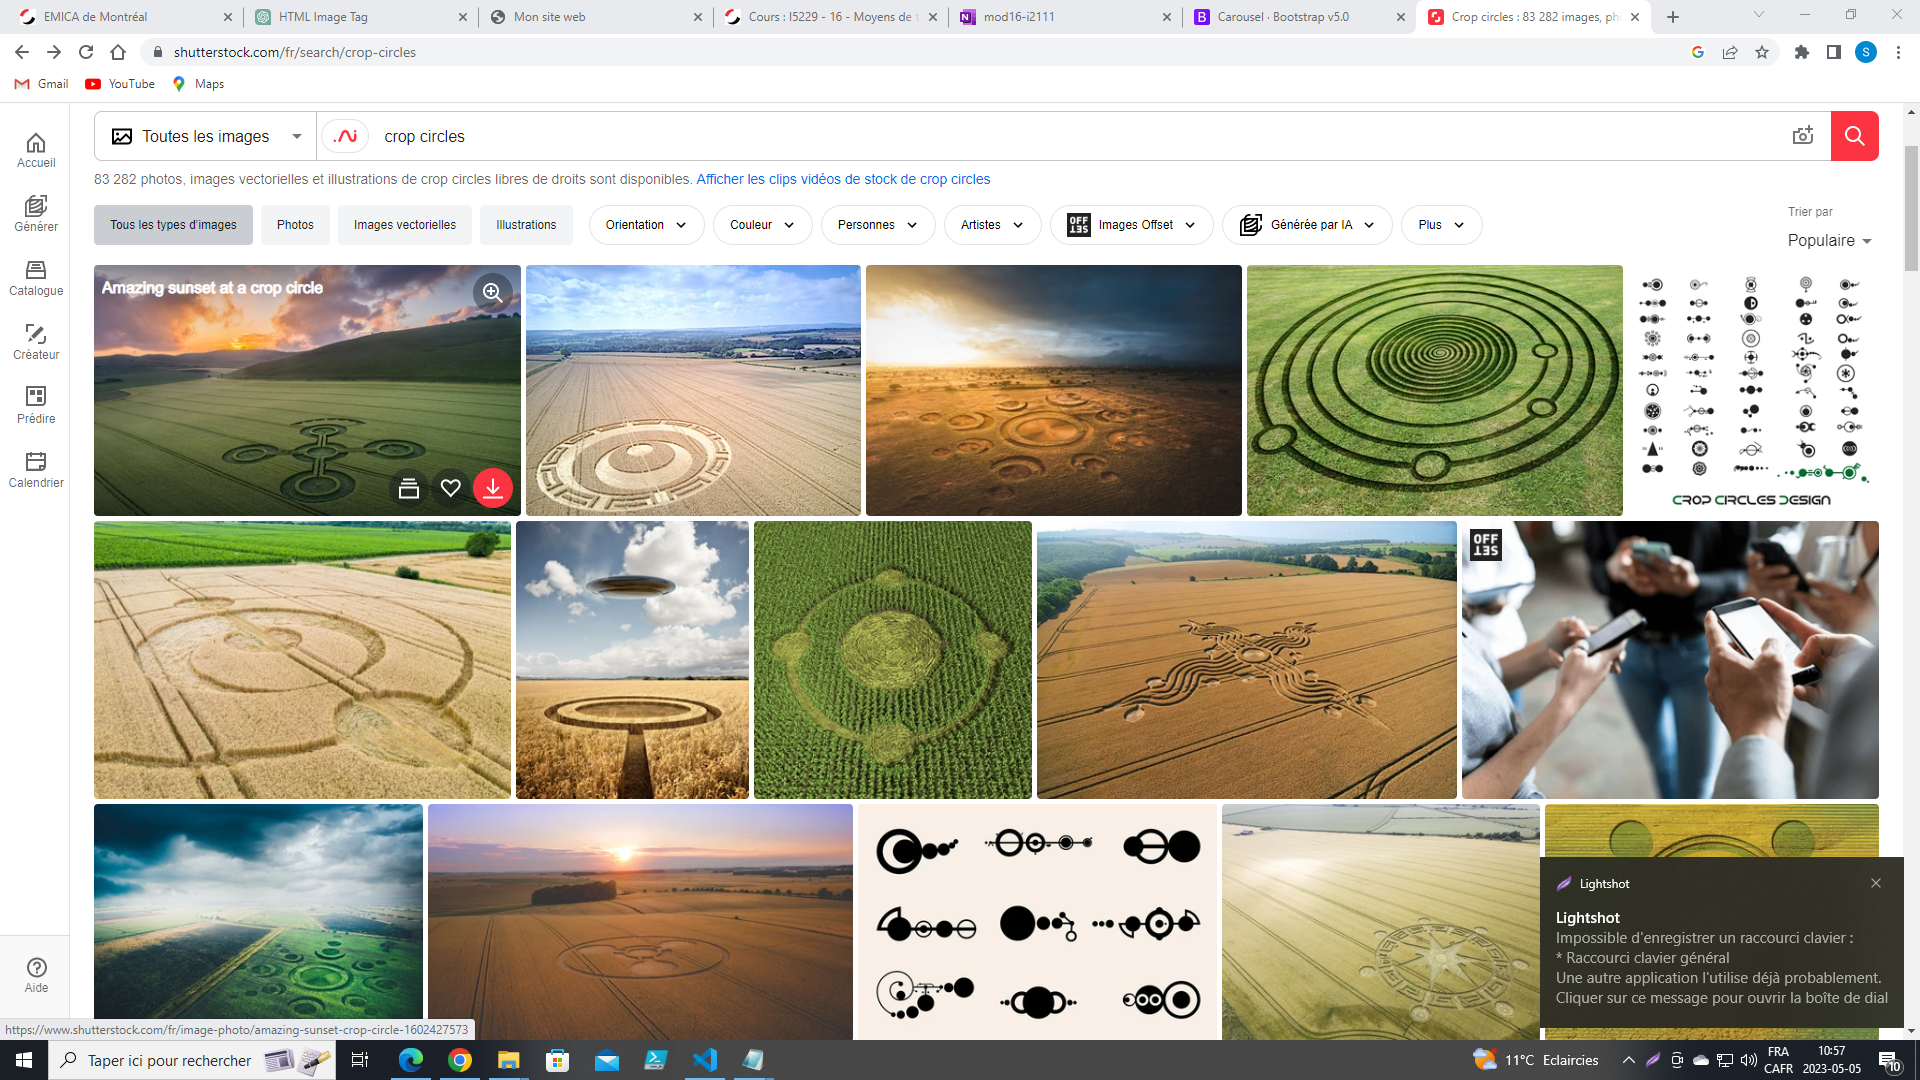 EMICA de Montréal
HTML Image Tag
Mon site web
Cours : I5229 - 16 - Moyens de t
mod16-i2111
Carousel · Bootstrap v5.0
Crop circles : 83 282 images, ph
shutterstock.com/fr/search/crop-circles
S
Gmail
YouTube
Maps
Accueil
Générer
Catalogue
Créateur
Prédire
Calendrier
Aide
Toutes les images
crop circles
83 282 photos, images vectorielles et illustrations de crop circles libres de droits sont disponibles. Afficher les clips vidéos de stock de crop circles
Tous les types d'images
Photos
Images vectorielles
Illustrations
Orientation
Couleur
Personnes
Artistes
OFF SET
Images Offset
Générée par IA
Plus
Trier par
Populaire
Amazing sunset at a crop circle
CROP CIRCLES DESIGN
OFF
SET
Lightshot
Lightshot
Impossible d'enregistrer un raccourci clavier :
* Raccourci clavier général
Une autre application l'utilise déjà probablement.
Cliquer sur ce message pour ouvrir la boîte de dial
https://www.shutterstock.com/fr/image-photo/amazing-sunset-crop-circle-1602427573
Taper ici pour rechercher
11°C Eclaircies
FRA
CAFR
10:57
2023-05-05
10